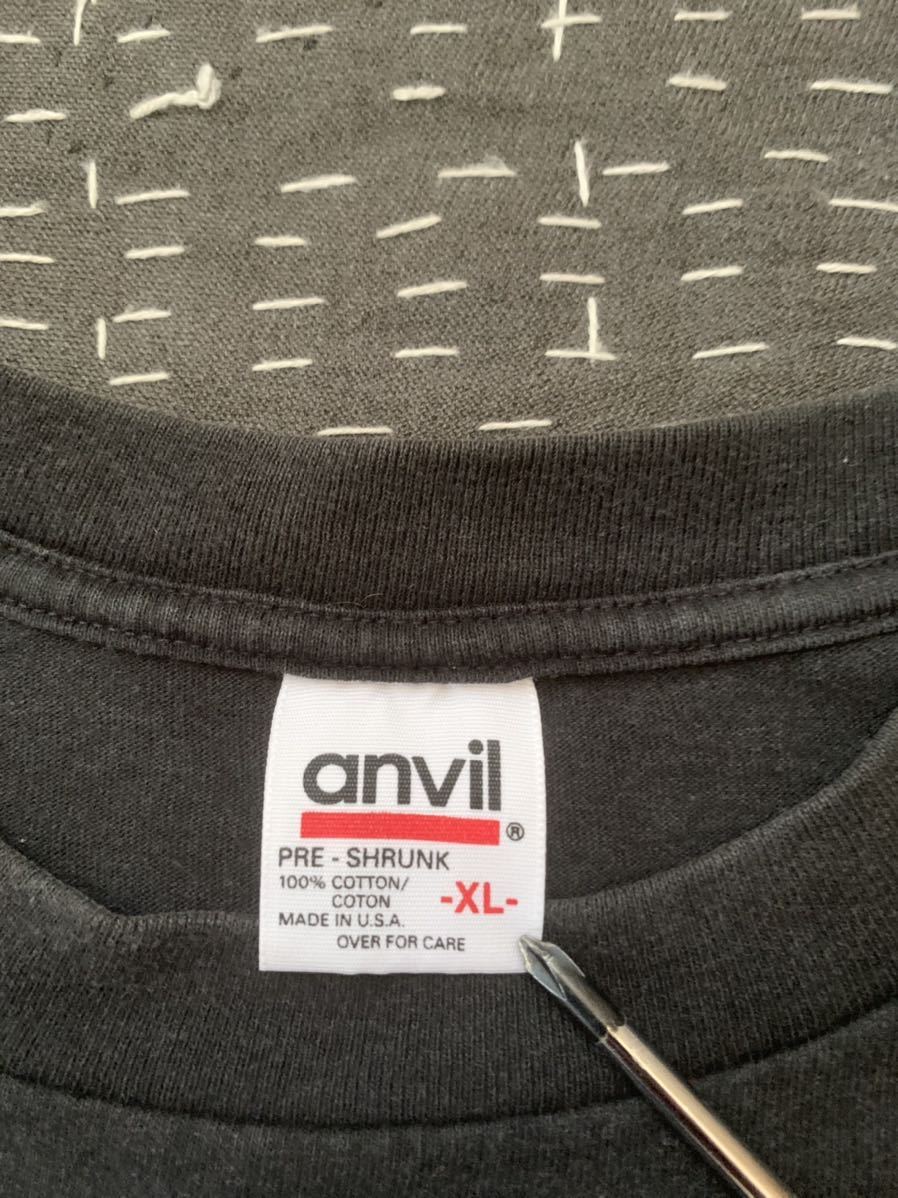 anvil®
PRE - SHRUNK
100% COTTON/
COTON
-XL-
MADE IN U.S.A.
OVER FOR CARE